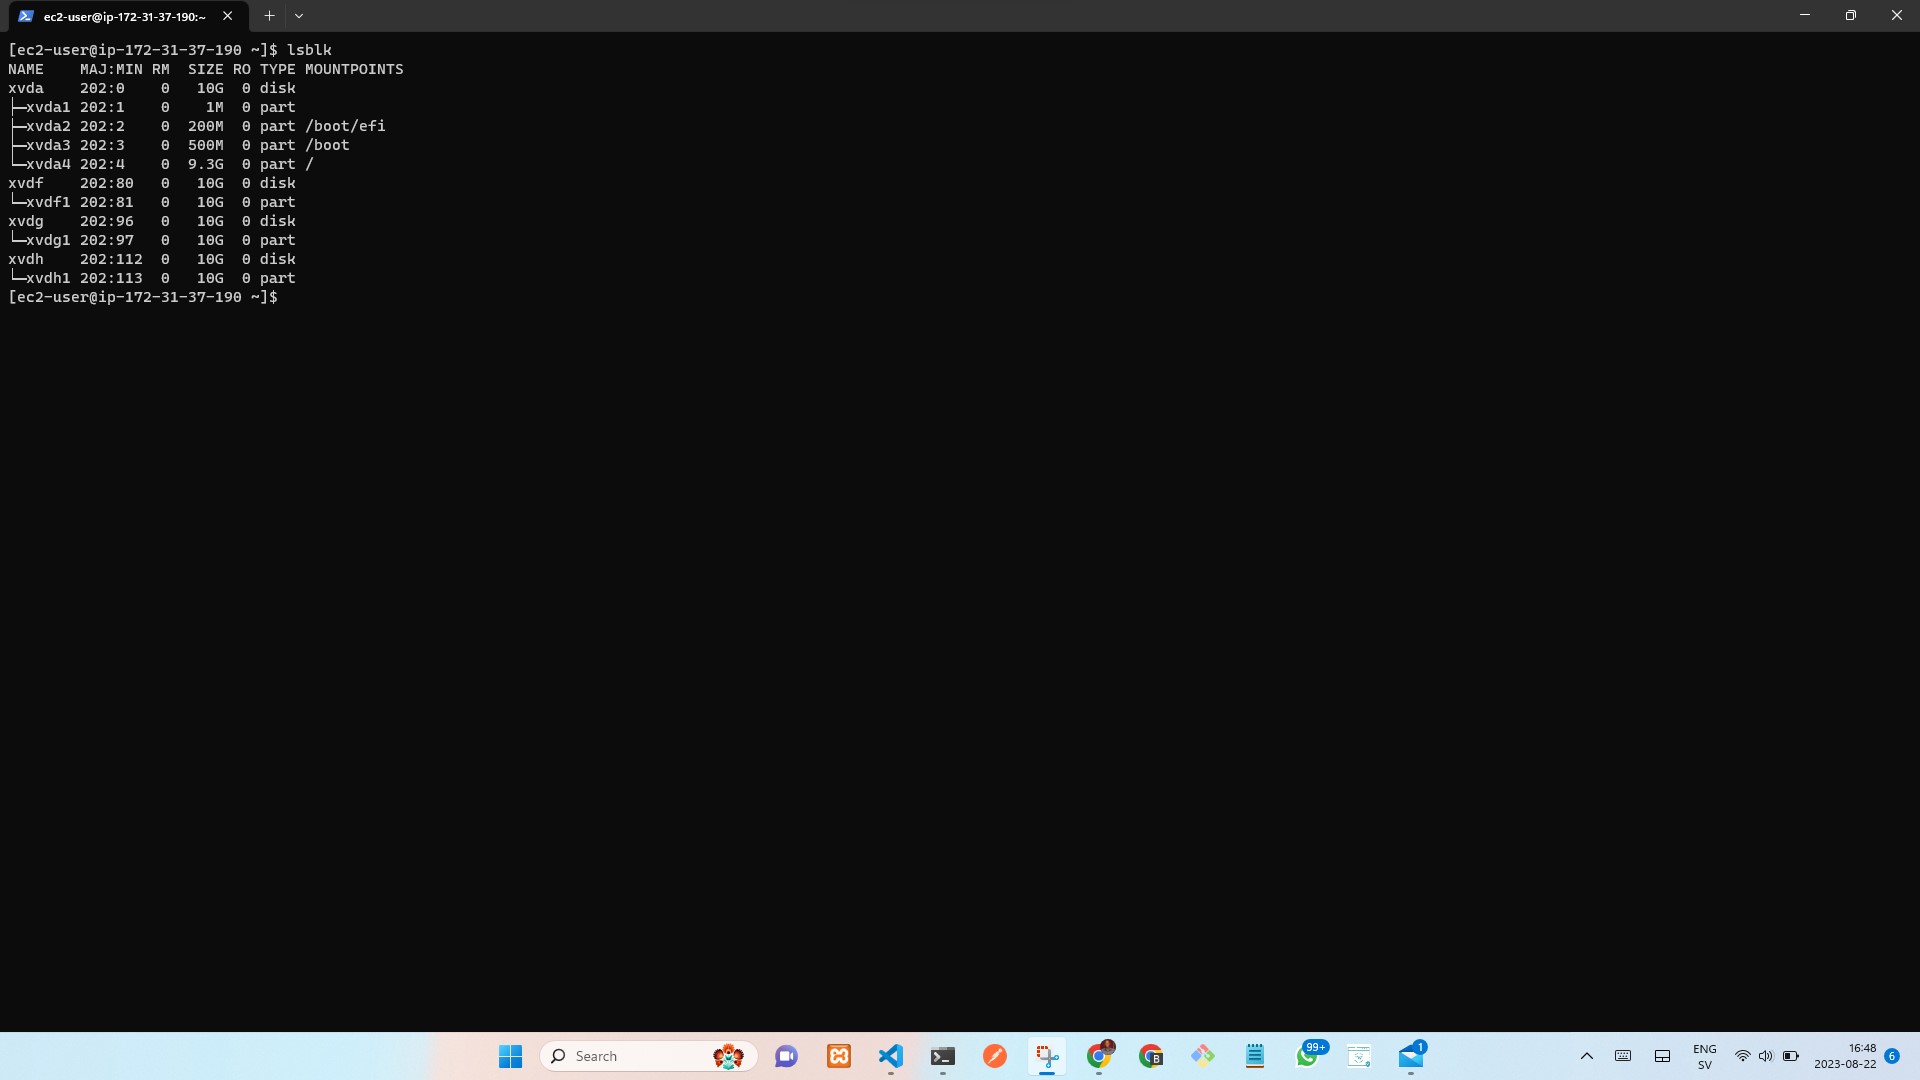 ec2-user@ip-172-31-37-190:~
[ec2-user@ip-172-31-37-190 ~]$ lsblk
NAME    MAJ:MIN RM  SIZE RO TYPE MOUNTPOINTS
xvda    202:0    0   10G  0 disk
├─xvda1 202:1    0    1M  0 part
├─xvda2 202:2    0  200M  0 part /boot/efi
├─xvda3 202:3    0  500M  0 part /boot
└─xvda4 202:4    0  9.3G  0 part /
xvdf    202:80   0   10G  0 disk
└─xvdf1 202:81   0   10G  0 part
xvdg    202:96   0   10G  0 disk
└─xvdg1 202:97   0   10G  0 part
xvdh    202:112  0   10G  0 disk
└─xvdh1 202:113  0   10G  0 part
[ec2-user@ip-172-31-37-190 ~]$
Search
B
99+
1
ENG
SV
16:48
2023-08-22
6